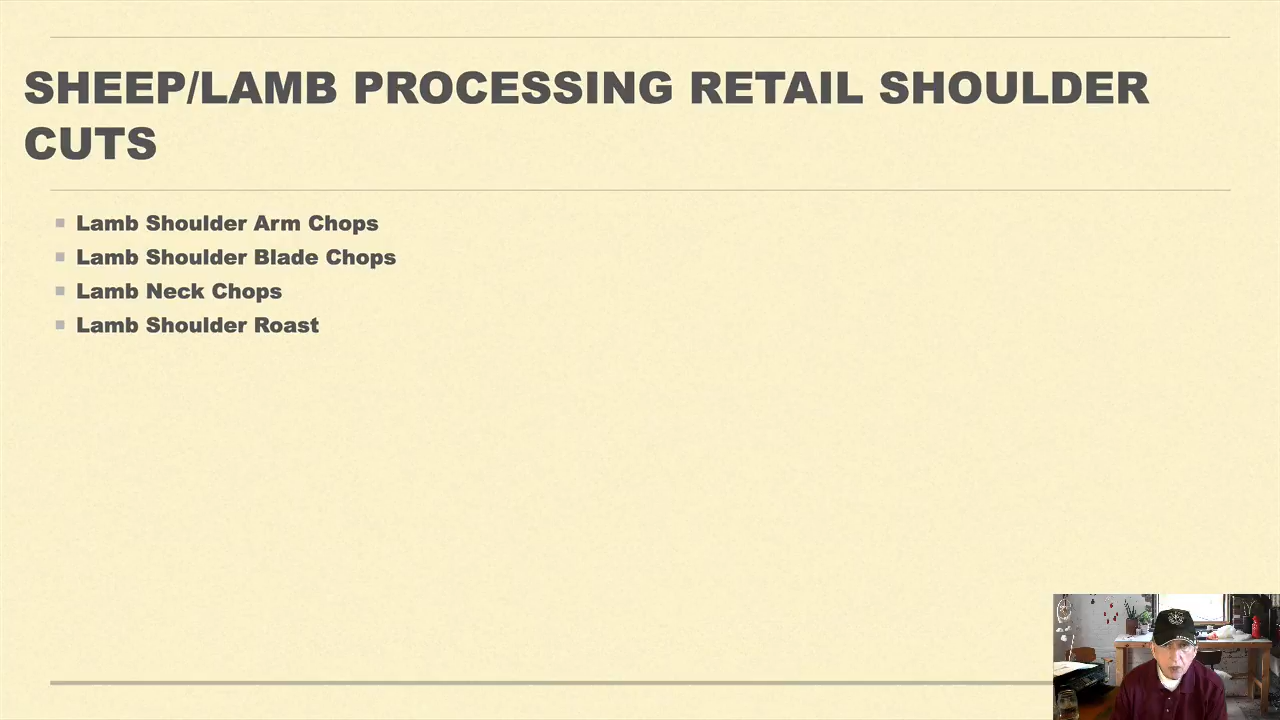 SHEEP/LAMB PROCESSING RETAIL SHOULDER
CUTS
Lamb Shoulder Arm Chops
Lamb Shoulder Blade Chops
Lamb Neck Chops
Lamb Shoulder Roast